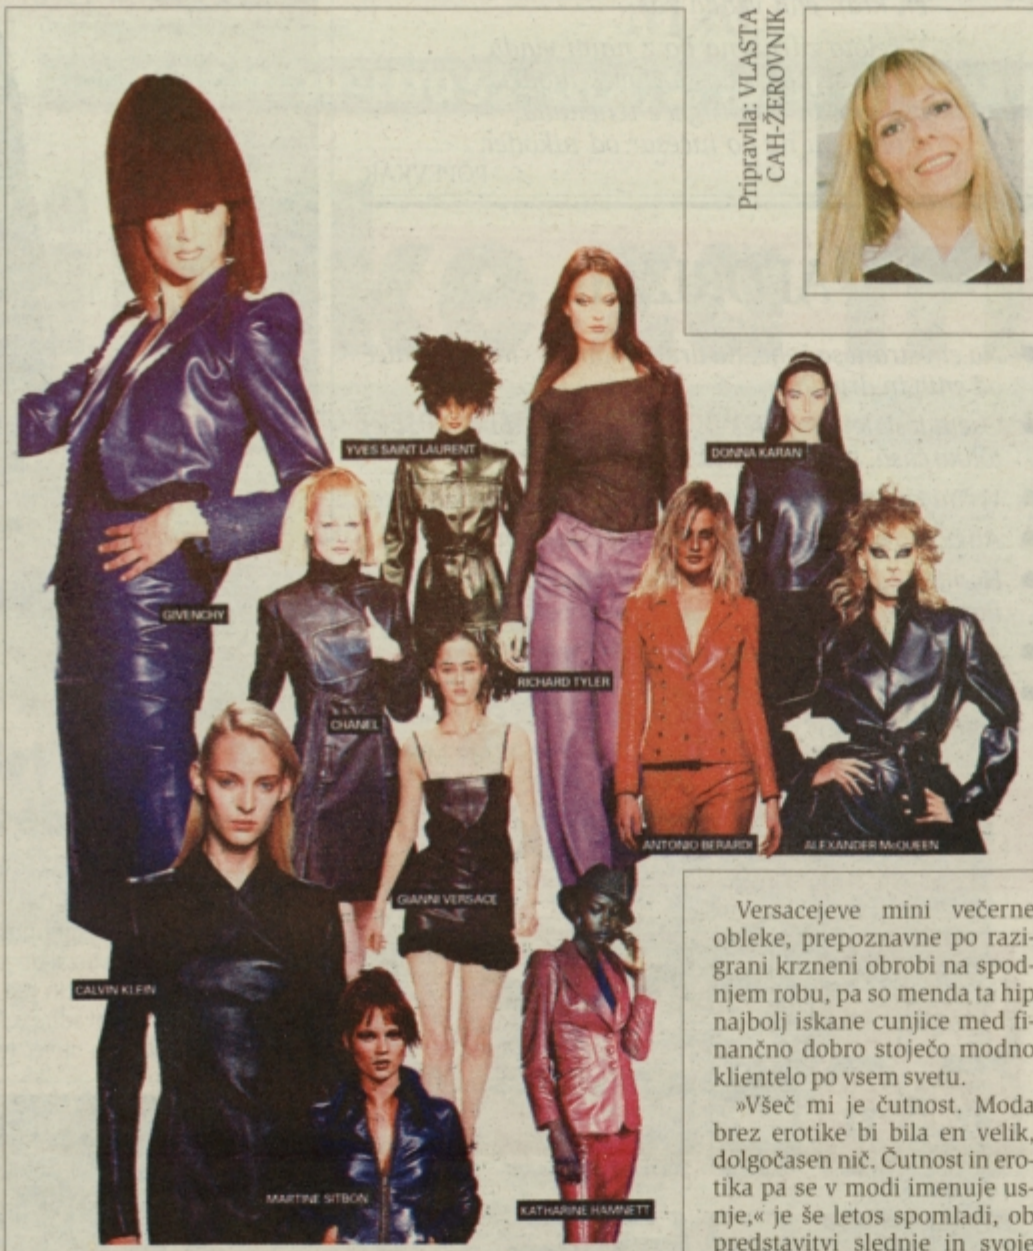 Pripravila: VLASTA
CAH-ŽEROVNIK
YVES SAINT LAURENT
DONNA KARAN
GIVENCHY
RICHARD TYLER
CHANEL
ANTONIO BERARDI
ALEXANDER McQUEEN
GIANNI VERSACE
CALVIN KLEIN
MARTINE SITBON
KATHARINE HAMNETT
Versacejeve mini večerne
obleke, prepoznavne po razi-
grani krzneni obrobi na spod-
njem robu, pa so menda ta hip
najbolj iskane cunjice med fi-
nančno dobro stoječo modno
klientelo po vsem svetu.
»Všeč mi je čutnost. Moda
brez erotike bi bila en velik,
dolgočasen nič. Čutnost in ero-
tika pa se v modi imenuje us-
nje,« je še letos spomladi, ob
predstavitvi slednje in svoje